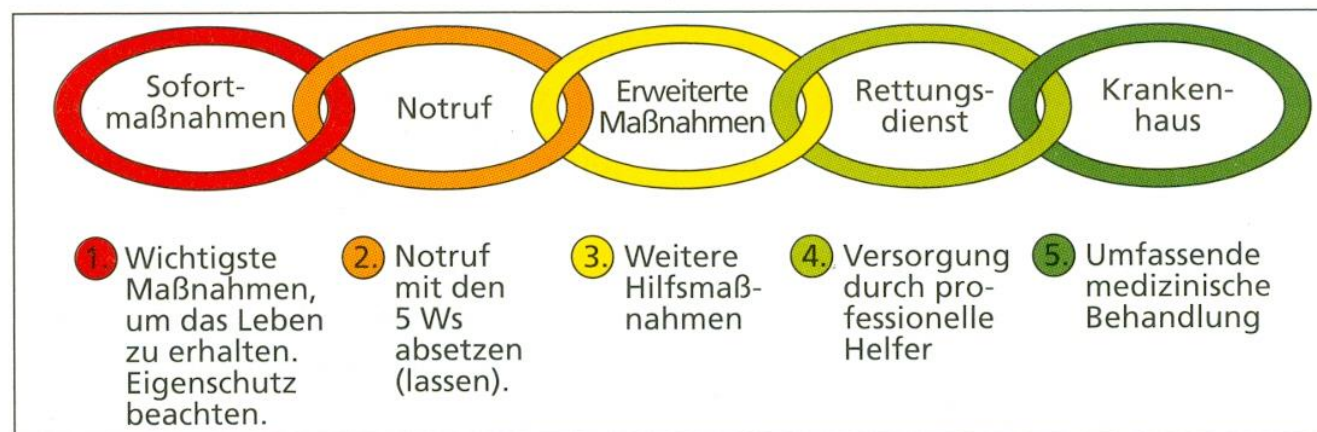 Sofort-
maßnahmen
Notruf
Erweiterte
Maßnahmen
Rettungs-
dienst
Kranken-
haus
1. Wichtigste
Maßnahmen,
um das Leben
zu erhalten.
Eigenschutz
beachten.
2. Notruf
mit den
5 Ws
absetzen
(lassen).
3. Weitere
Hilfsmaß-
nahmen
4. Versorgung
durch pro-
fessionelle
Helfer
5. Umfassende
medizinische
Behandlung